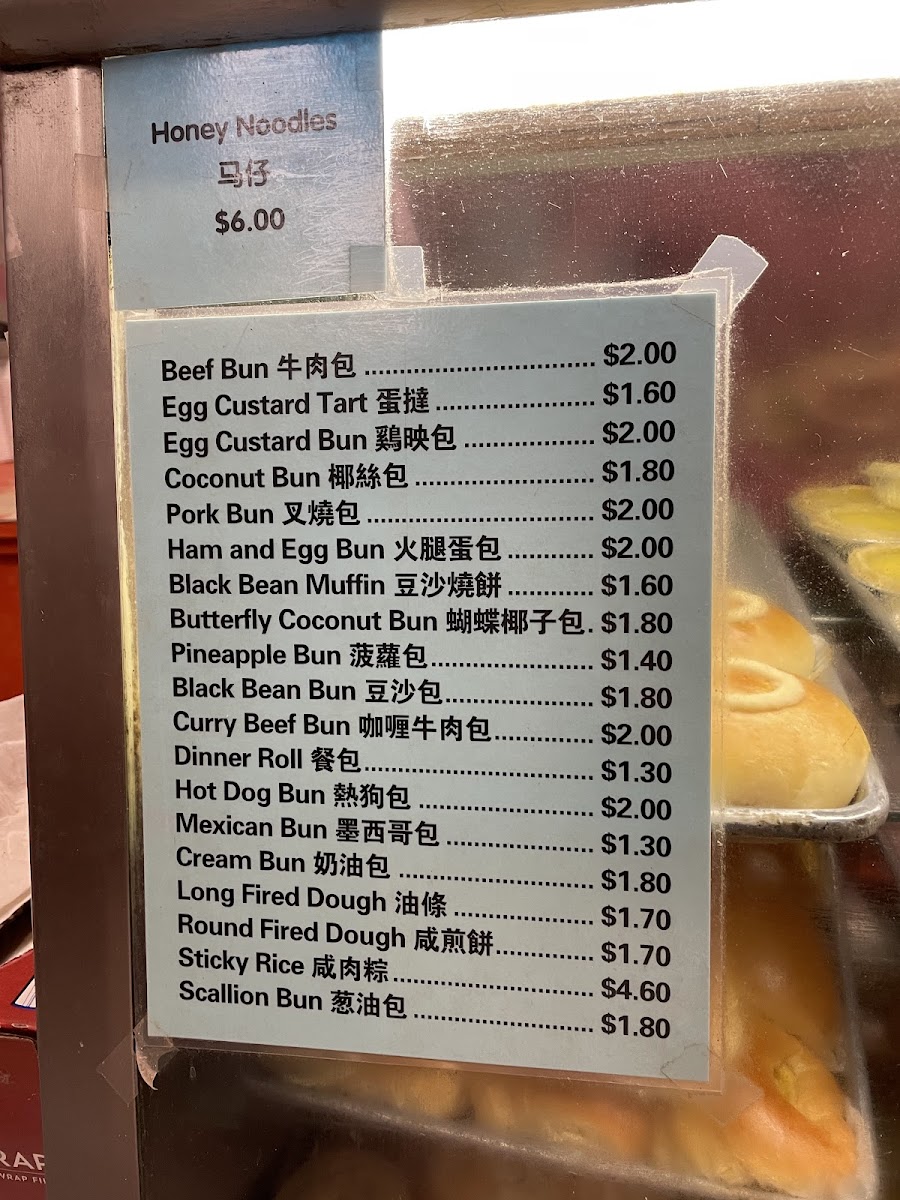 Honey Noodles
马仔
$6.00
Beef Bun 牛肉包 ................................ $2.00
Egg Custard Tart 蛋撻 ...................... $1.60
Egg Custard Bun 鷄映包 .................. $2.00
Coconut Bun 椰絲包 ......................... $1.80
Pork Bun 叉燒包 ................................ $2.00
Ham and Egg Bun 火腿蛋包 ............ $2.00
Black Bean Muffin 豆沙燒餅 ............ $1.60
Butterfly Coconut Bun 蝴蝶椰子包. $1.80
Pineapple Bun 菠蘿包....................... $1.40
Black Bean Bun 豆沙包..................... $1.80
Curry Beef Bun 咖喱牛肉包.............. $2.00
Dinner Roll 餐包................................ $1.30
Hot Dog Bun 熱狗包 ........................ $2.00
Mexican Bun 墨西哥包 .................... $1.30
Cream Bun 奶油包 ........................... $1.80
Long Fired Dough 油條 ................... $1.70
Round Fired Dough 咸煎餅.............. $1.70
Sticky Rice 咸肉粽............................ $4.60
Scallion Bun 葱油包 ......................... $1.80
RAP
WRAP FI